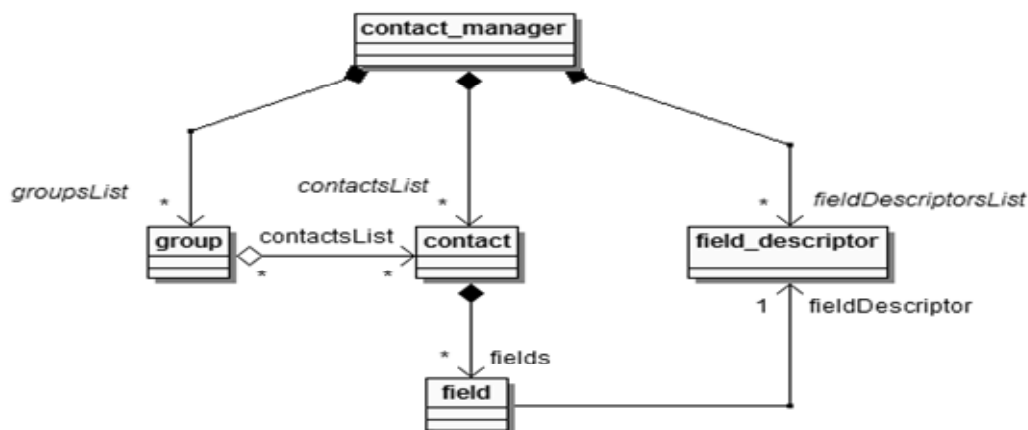 contact_manager
groupsList
contactsList
fieldDescriptorsList
*
*
*
group
contactsList
contact
field_descriptor
*
*
1
fieldDescriptor
*
fields
field